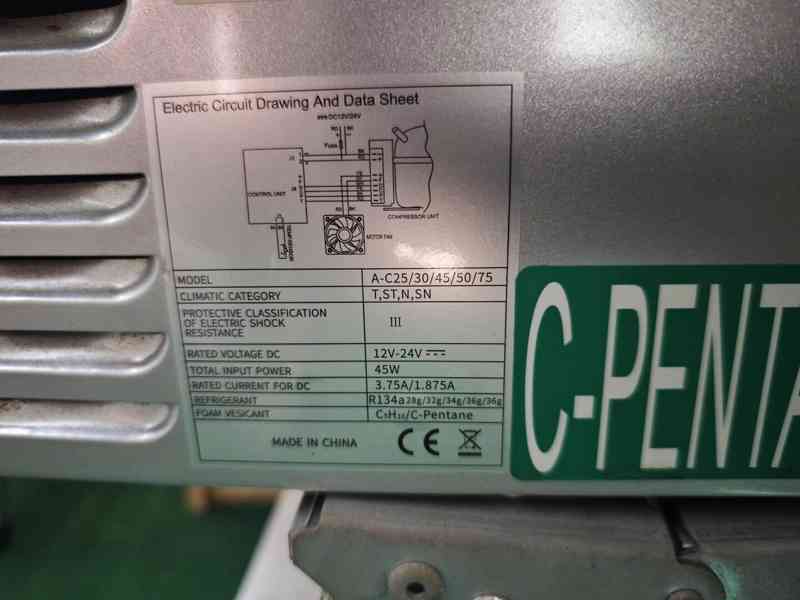 Electric Circuit Drawing And Data Sheet
DC12V/24V
Fuse
CONTROL UNIT
COMPRESSOR UNIT
MOTOR FAN
MODEL A-C25/30/45/50/75
CLIMATIC CATEGORY T,ST,N,SN
PROTECTIVE CLASSIFICATION
OF ELECTRIC SHOCK III
RESISTANCE
RATED VOLTAGE DC 12V-24V
TOTAL INPUT POWER 45W
RATED CURRENT FOR DC 3.75A/1.875A
REFRIGERANT R134a 28g/32g/34g/36g/36g
FOAM VESICANT C₅H₁₀/C-Pentane
MADE IN CHINA CE
C-PENTA